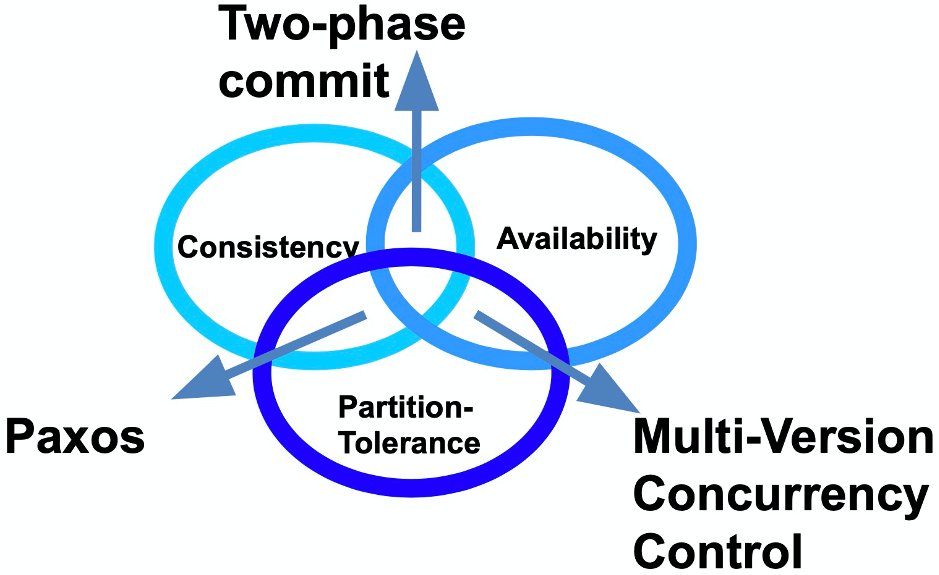 Two-phase
commit
Consistency
Availability
Partition-
Tolerance
Paxos
Multi-Version
Concurrency
Control